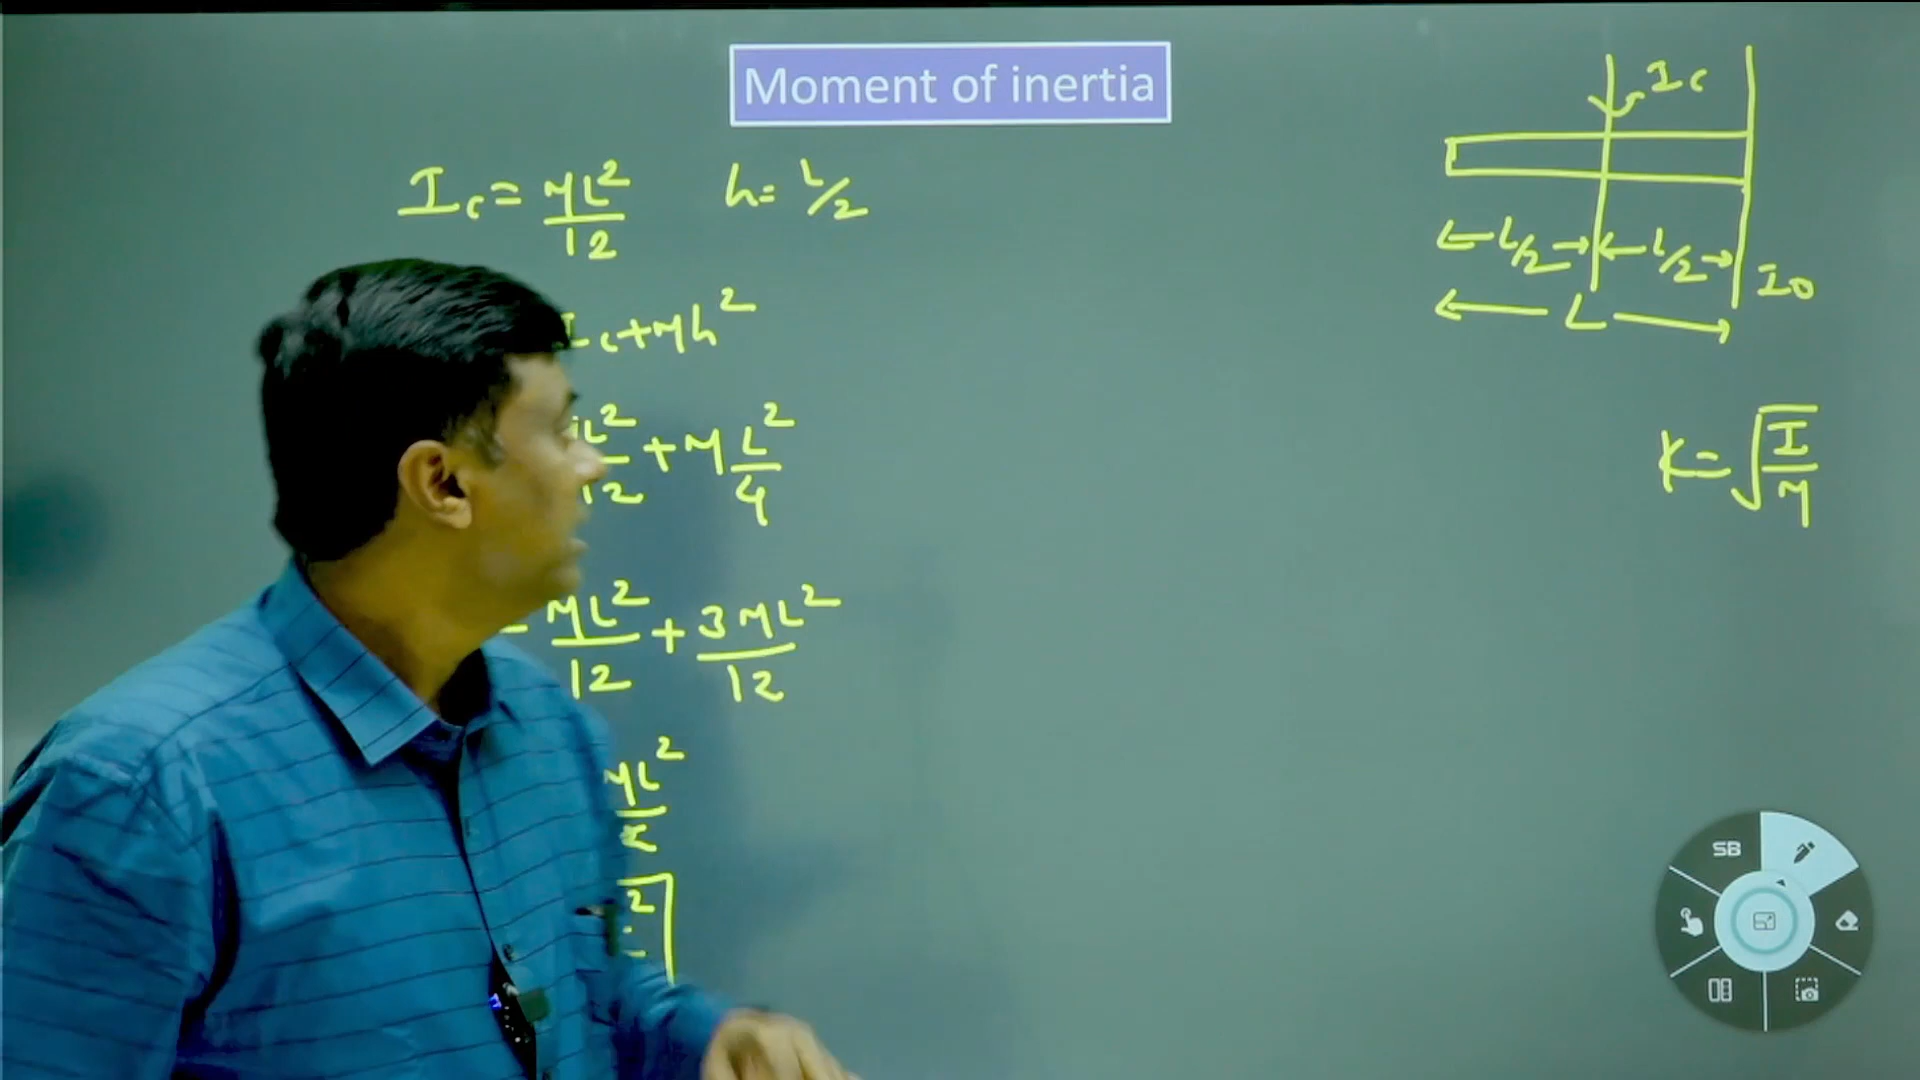 Moment of inertia
Ic = ML²/12 h = L/2
Ic + Mh²
L²/12 + M L²/4
= ML²/12 + 3ML²/12
ML²
2
Ic
L/2 L/2
L
Io
K = √(I/M)
SB